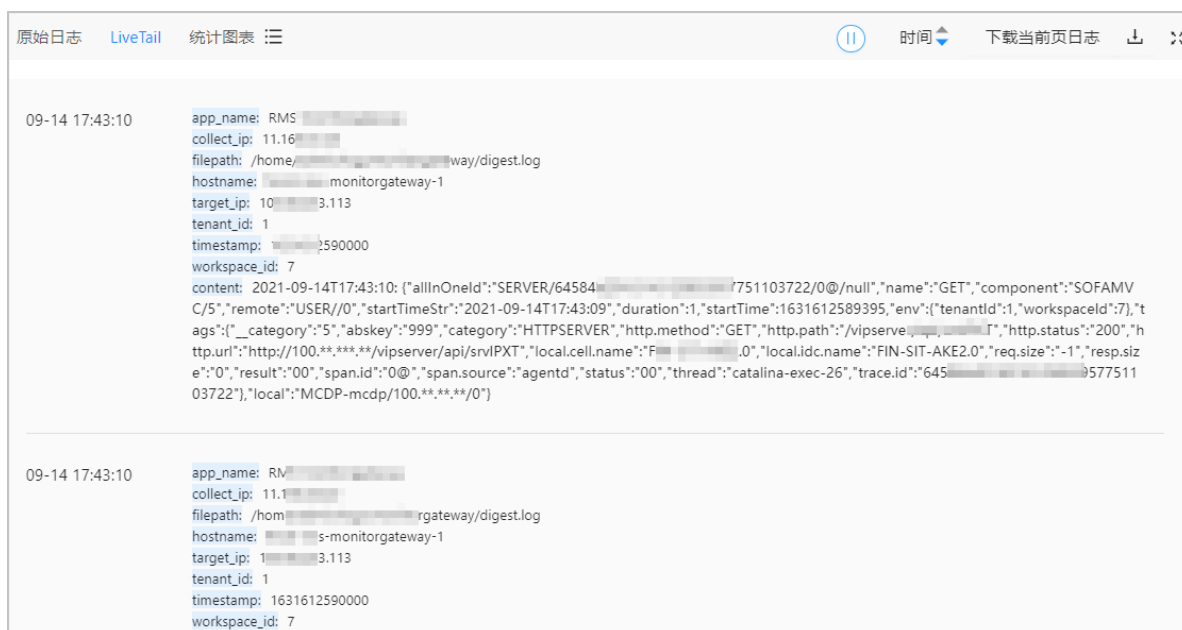 原始日志 LiveTail 统计图表 时间 下载当前页日志
09-14 17:43:10 app_name: RMS
collect_ip: 11.16
filepath: /home/ way/digest.log
hostname: monitorgateway-1
target_ip: 10 3.113
tenant_id: 1
timestamp: 2590000
workspace_id: 7
content: 2021-09-14T17:43:10: {"allInOneId":"SERVER/64584 7751103722/0@/null","name":"GET","component":"SOFAMV
C/5","remote":"USER//0","startTimeStr":"2021-09-14T17:43:09","duration":1,"startTime":1631612589395,"env":{"tenantId":1,"workspaceId":7},"t
ags":{"__category":"5","abskey":"999","category":"HTTPSERVER","http.method":"GET","http.path":"/vipserve T","http.status":"200","h
ttp.url":"http://100.**.***.**/vipserver/api/srvIPXT","local.cell.name":"F .0","local.idc.name":"FIN-SIT-AKE2.0","req.size":"-1","resp.siz
e":"0","result":"00","span.id":"0@","span.source":"agentd","status":"00","thread":"catalina-exec-26","trace.id":"645 9577511
03722"},"local":"MCDP-mcdp/100.**.**.**/0"}
09-14 17:43:10 app_name: RM
collect_ip: 11.1
filepath: /hom rgateway/digest.log
hostname: s-monitorgateway-1
target_ip: 1 3.113
tenant_id: 1
timestamp: 1631612590000
workspace_id: 7